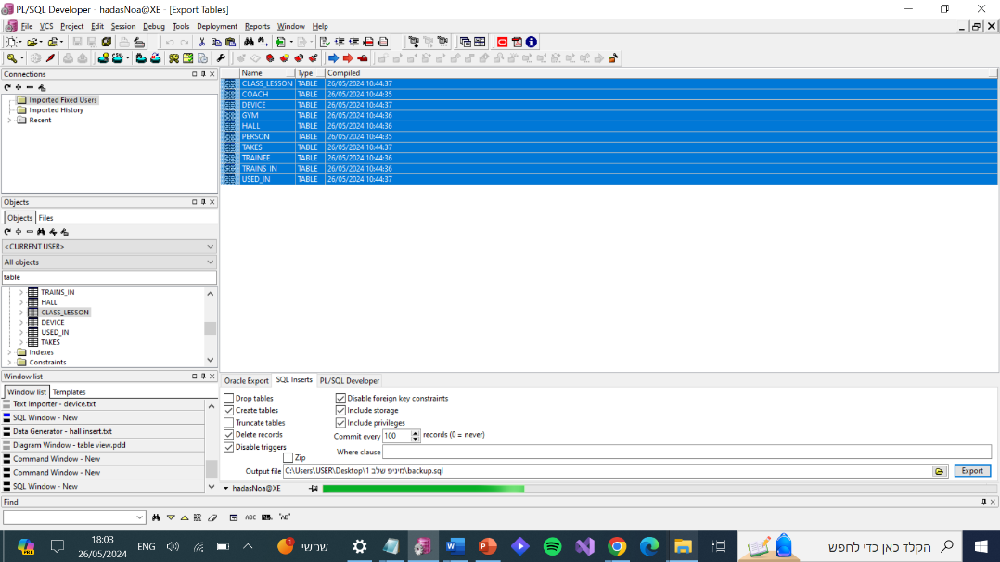 PL/SQL Developer - hadasNoa@XE - [Export Tables]
File VCS Project Edit Session Debug Tools Deployment Reports Window Help
Connections
Imported Fixed Users
Imported History
Recent
Objects
Objects Files
<CURRENT USER>
All objects
table
TRAINS_IN
HALL
CLASS_LESSON
DEVICE
USED_IN
TAKES
Indexes
Constraints
Window list
Window list Templates
Text Importer - device.txt
SQL Window - New
Data Generator - hall insert.txt
Diagram Window - table view.pdd
Command Window - New
Command Window - New
SQL Window - New
Name Type Compiled
CLASS_LESSON TABLE 26/05/2024 10:44:37
COACH TABLE 26/05/2024 10:44:35
DEVICE TABLE 26/05/2024 10:44:37
GYM TABLE 26/05/2024 10:44:36
HALL TABLE 26/05/2024 10:44:36
PERSON TABLE 26/05/2024 10:44:35
TAKES TABLE 26/05/2024 10:44:37
TRAINEE TABLE 26/05/2024 10:44:36
TRAINS_IN TABLE 26/05/2024 10:44:36
USED_IN TABLE 26/05/2024 10:44:37
Oracle Export SQL Inserts PL/SQL Developer
Drop tables Disable foreign key constraints
Create tables Include storage
Truncate tables Include privileges
Delete records Commit every 100 records (0 = never)
Disable triggers Where clause
Zip
Output file C:\Users\USER\Desktop\מיניפ שלב 1\backup.sql Export
hadasNoa@XE
Find
"AB"
ABC
18:03
26/05/2024
ENG
שמשי
הקלד כאן כדי לחפש